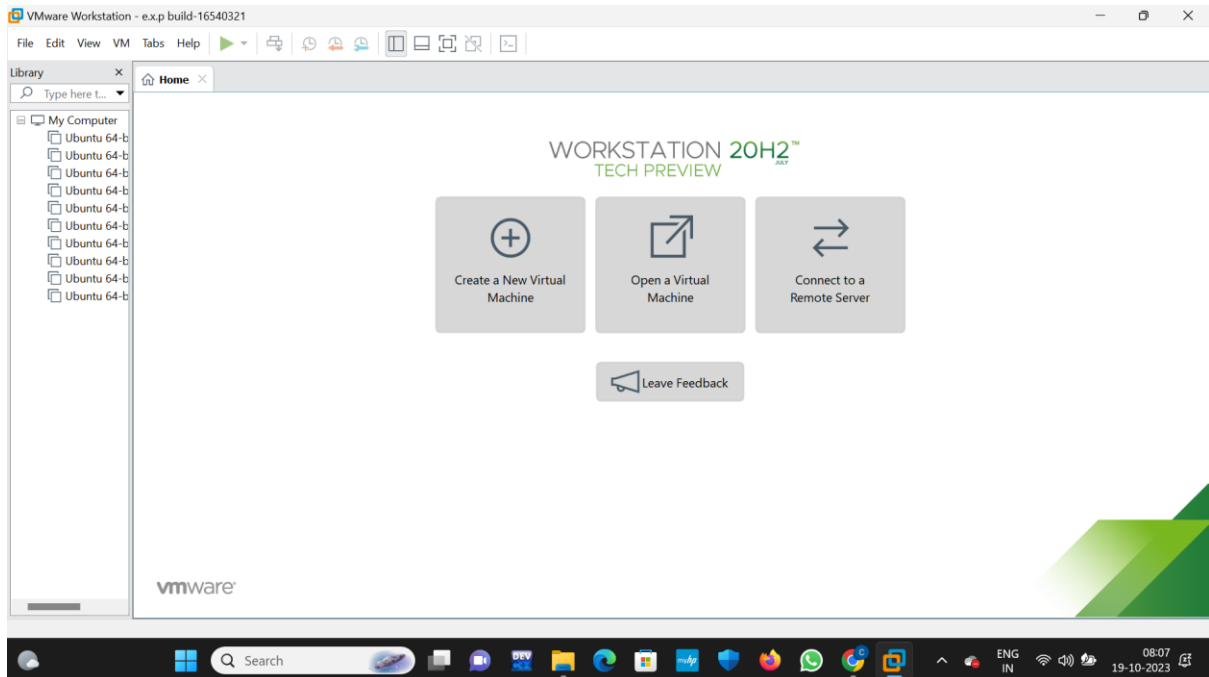 VMware Workstation - e.x.p build-16540321
File Edit View VM Tabs Help
Library
Type here t...
Home
My Computer
Ubuntu 64-b
Ubuntu 64-b
Ubuntu 64-b
Ubuntu 64-b
Ubuntu 64-b
Ubuntu 64-b
Ubuntu 64-b
Ubuntu 64-b
Ubuntu 64-b
Ubuntu 64-b
WORKSTATION 20H2™
JULY
TECH PREVIEW
Create a New Virtual
Machine
Open a Virtual
Machine
Connect to a
Remote Server
Leave Feedback
vmware®
Search
DEV
myhp
C
ENG
IN
08:07
19-10-2023